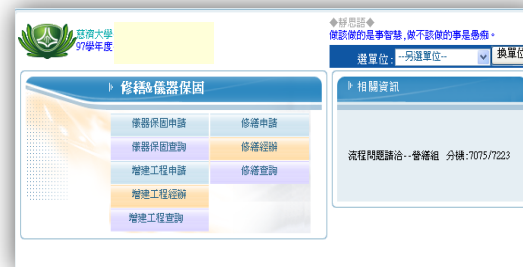 慈濟大學
97學年度
◆靜思語◆
做該做的是事智慧,做不該做的事是愚痴。
選單位: --另選單位-- 換單位
修繕&儀器保固
儀器保固申請 修繕申請
儀器保固查詢 修繕經辦
增建工程申請 修繕查詢
增建工程經辦
增建工程查詢
相關資訊
流程問題請洽--營繕組 分機:7075/7223